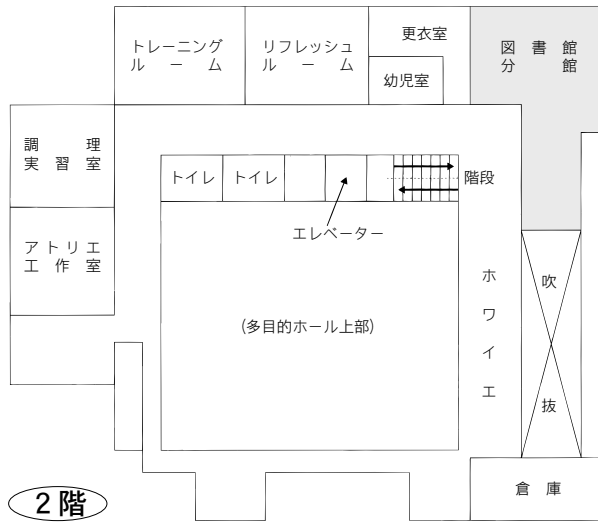 トレーニング
ルーム
リフレッシュ
ルーム
更衣室
幼児室
図書館
分館
調理
実習室
トイレ
トイレ
階段
エレベーター
アトリエ
工作室
(多目的ホール上部)
ホワイエ
吹抜
倉庫
2階